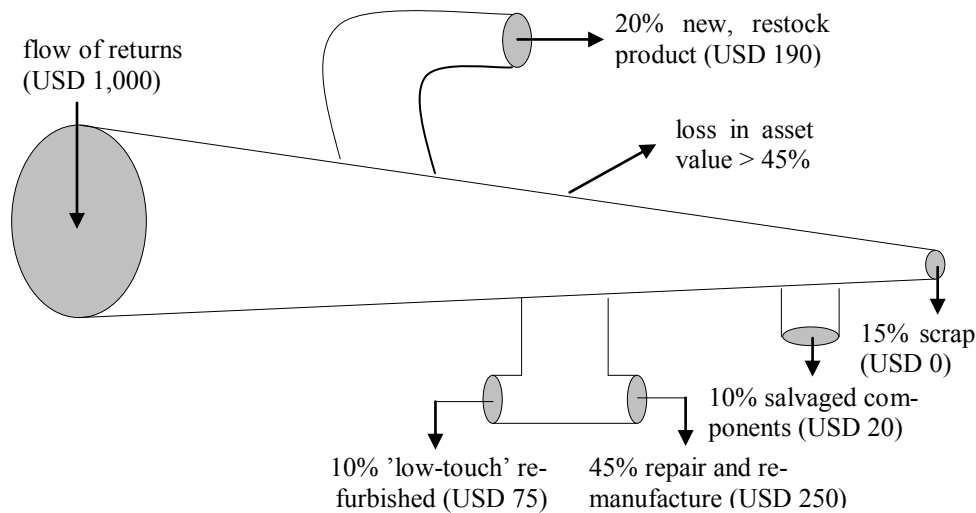 flow of returns
(USD 1,000)
20% new, restock
product (USD 190)
loss in asset
value > 45%
15% scrap
(USD 0)
10% salvaged com-
ponents (USD 20)
10% ’low-touch’ re-
furbished (USD 75)
45% repair and re-
manufacture (USD 250)